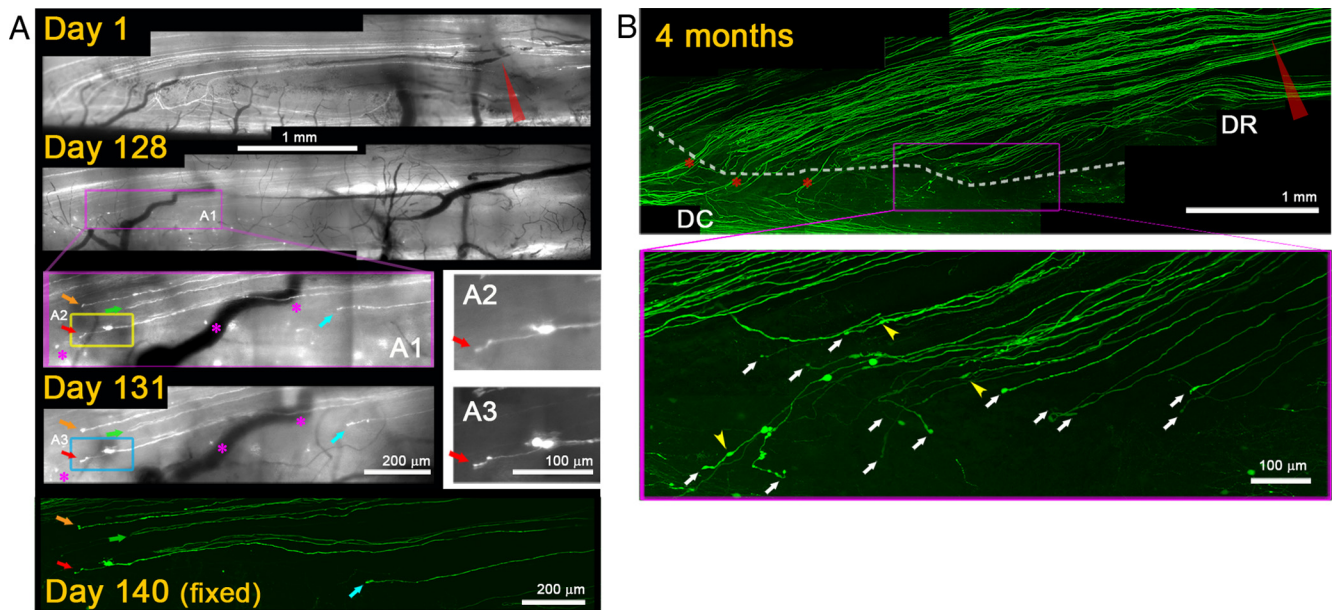 A
Day 1
1 mm
Day 128
A1
A2
A1
A2
Day 131
A3
200 µm
A3
100 µm
Day 140 (fixed)
200 µm
B
4 months
DR
DC
1 mm
100 µm